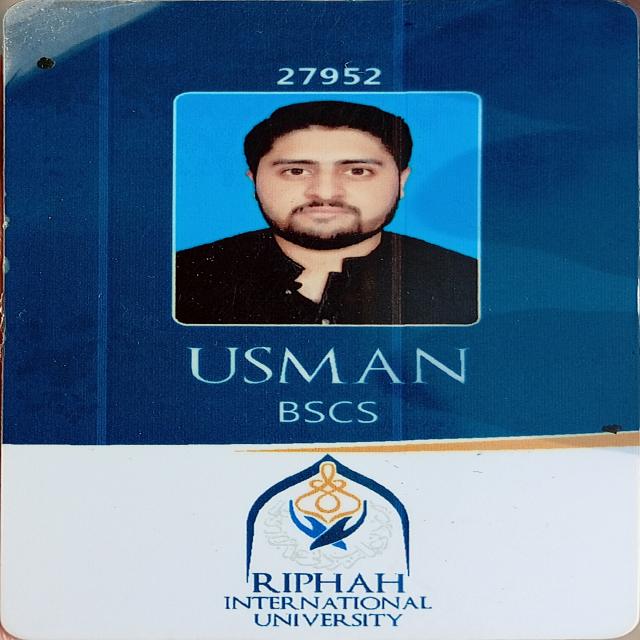 27952
USMAN
BSCS
RIPHAH
INTERNATIONAL
UNIVERSITY